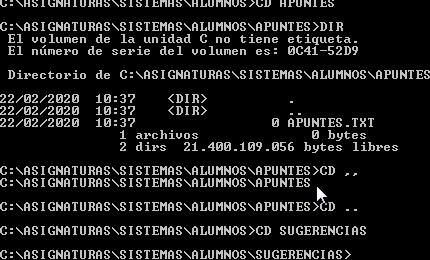 C:\ASIGNATURAS\SISTEMAS\ALUMNOS>CD APUNTES
C:\ASIGNATURAS\SISTEMAS\ALUMNOS\APUNTES>DIR
El volumen de la unidad C no tiene etiqueta.
El número de serie del volumen es: 0C41-52D9
Directorio de C:\ASIGNATURAS\SISTEMAS\ALUMNOS\APUNTES
22/02/2020 10:37 <DIR> .
22/02/2020 10:37 <DIR> ..
22/02/2020 10:37 0 APUNTES.TXT
1 archivos 0 bytes
2 dirs 21.400.109.056 bytes libres
C:\ASIGNATURAS\SISTEMAS\ALUMNOS\APUNTES>CD ,,
C:\ASIGNATURAS\SISTEMAS\ALUMNOS\APUNTES
C:\ASIGNATURAS\SISTEMAS\ALUMNOS\APUNTES>CD ..
C:\ASIGNATURAS\SISTEMAS\ALUMNOS>CD SUGERENCIAS
C:\ASIGNATURAS\SISTEMAS\ALUMNOS\SUGERENCIAS>